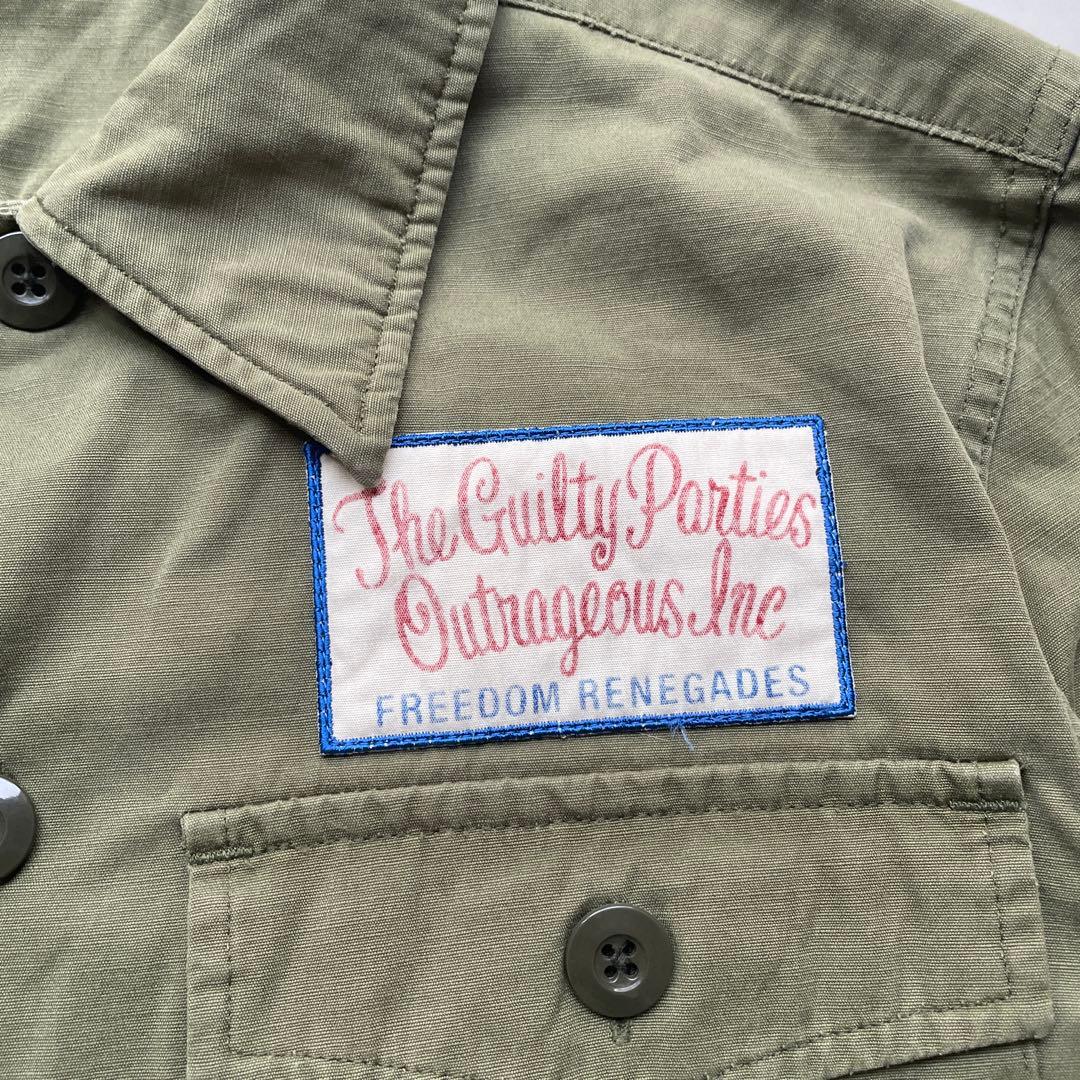 The Guilty Parties
Outrageous.Inc
FREEDOM RENEGADES